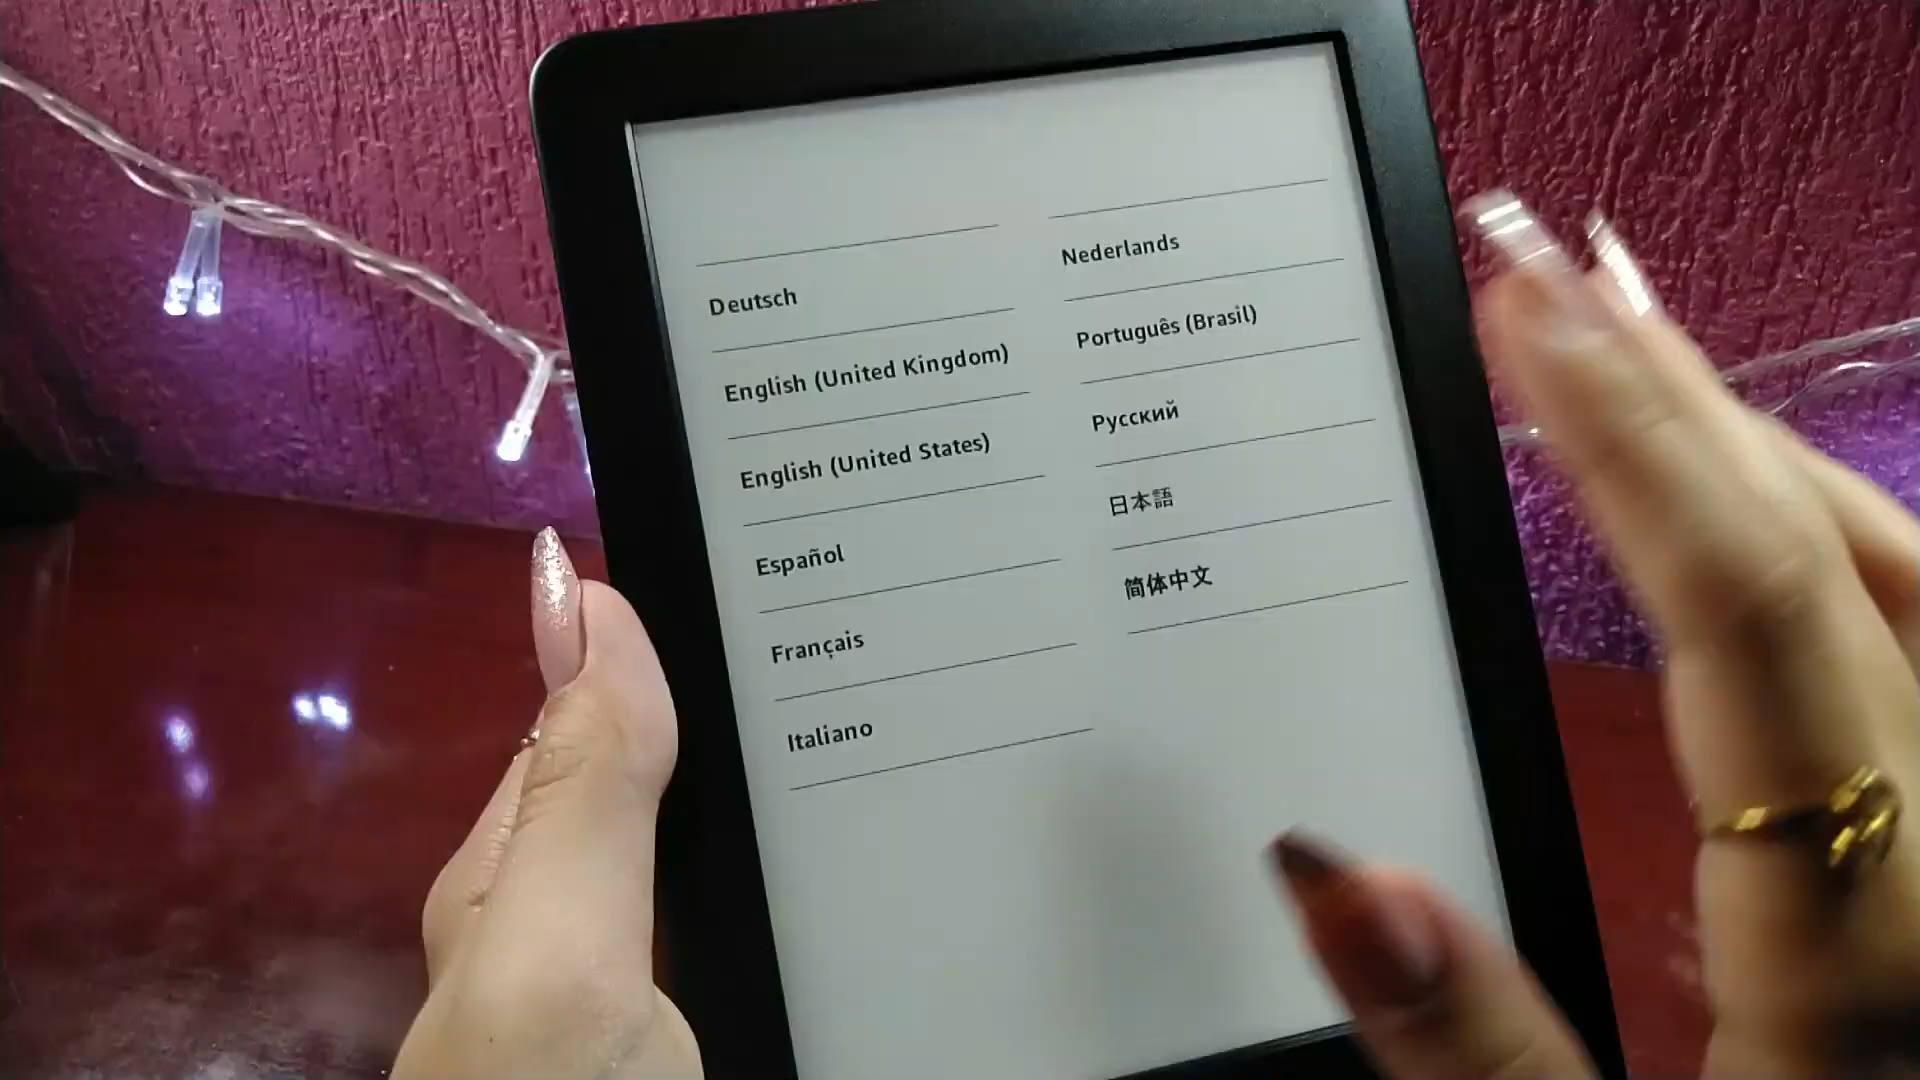 Deutsch
English (United Kingdom)
English (United States)
Español
Français
Italiano
Nederlands
Português (Brasil)
Русский
日本語
简体中文